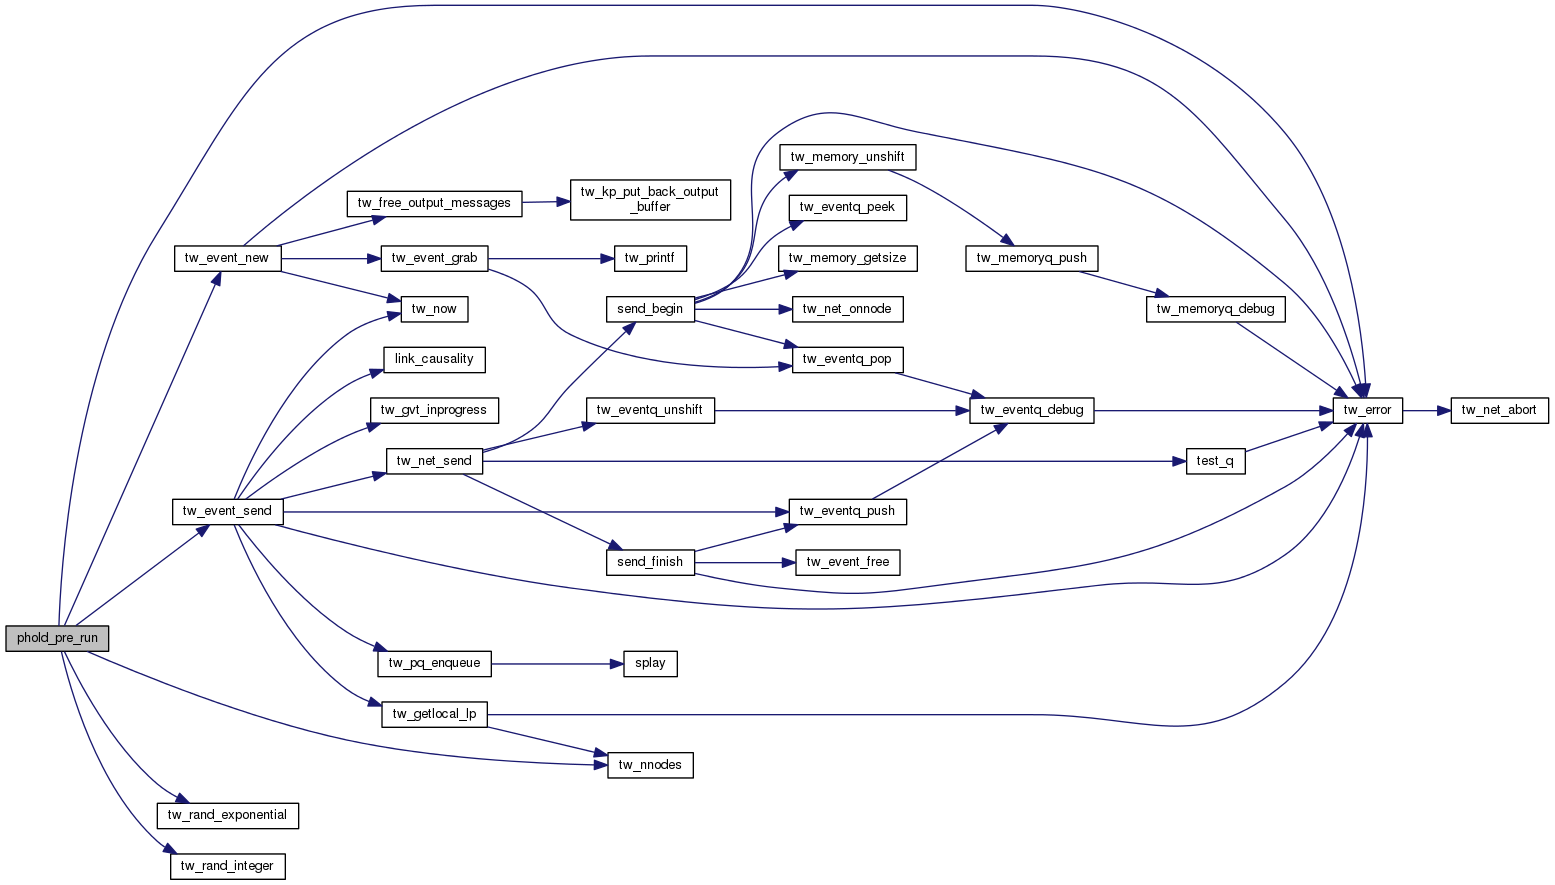 tw_memory_unshift
tw_kp_put_back_output
_buffer
tw_free_output_messages
tw_eventq_peek
tw_event_new
tw_event_grab
tw_printf
tw_memory_getsize
tw_memoryq_push
tw_now
send_begin
tw_net_onnode
tw_memoryq_debug
link_causality
tw_eventq_pop
tw_gvt_inprogress
tw_eventq_unshift
tw_eventq_debug
tw_error
tw_net_abort
tw_net_send
test_q
tw_event_send
tw_eventq_push
send_finish
tw_event_free
phold_pre_run
tw_pq_enqueue
splay
tw_getlocal_lp
tw_nnodes
tw_rand_exponential
tw_rand_integer